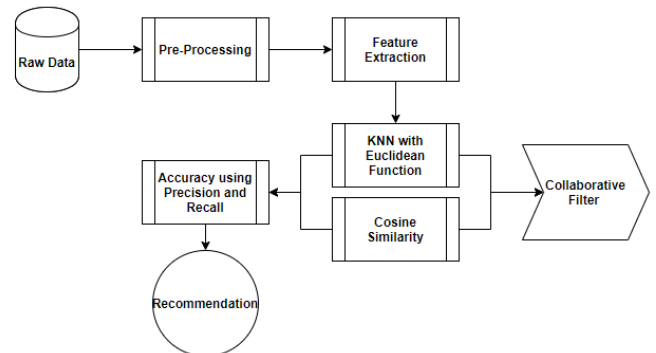 Raw Data
Pre-Processing
Feature
Extraction
KNN with
Euclidean
Function
Accuracy using
Precision and
Recall
Cosine
Similarity
Collaborative
Filter
Recommendation